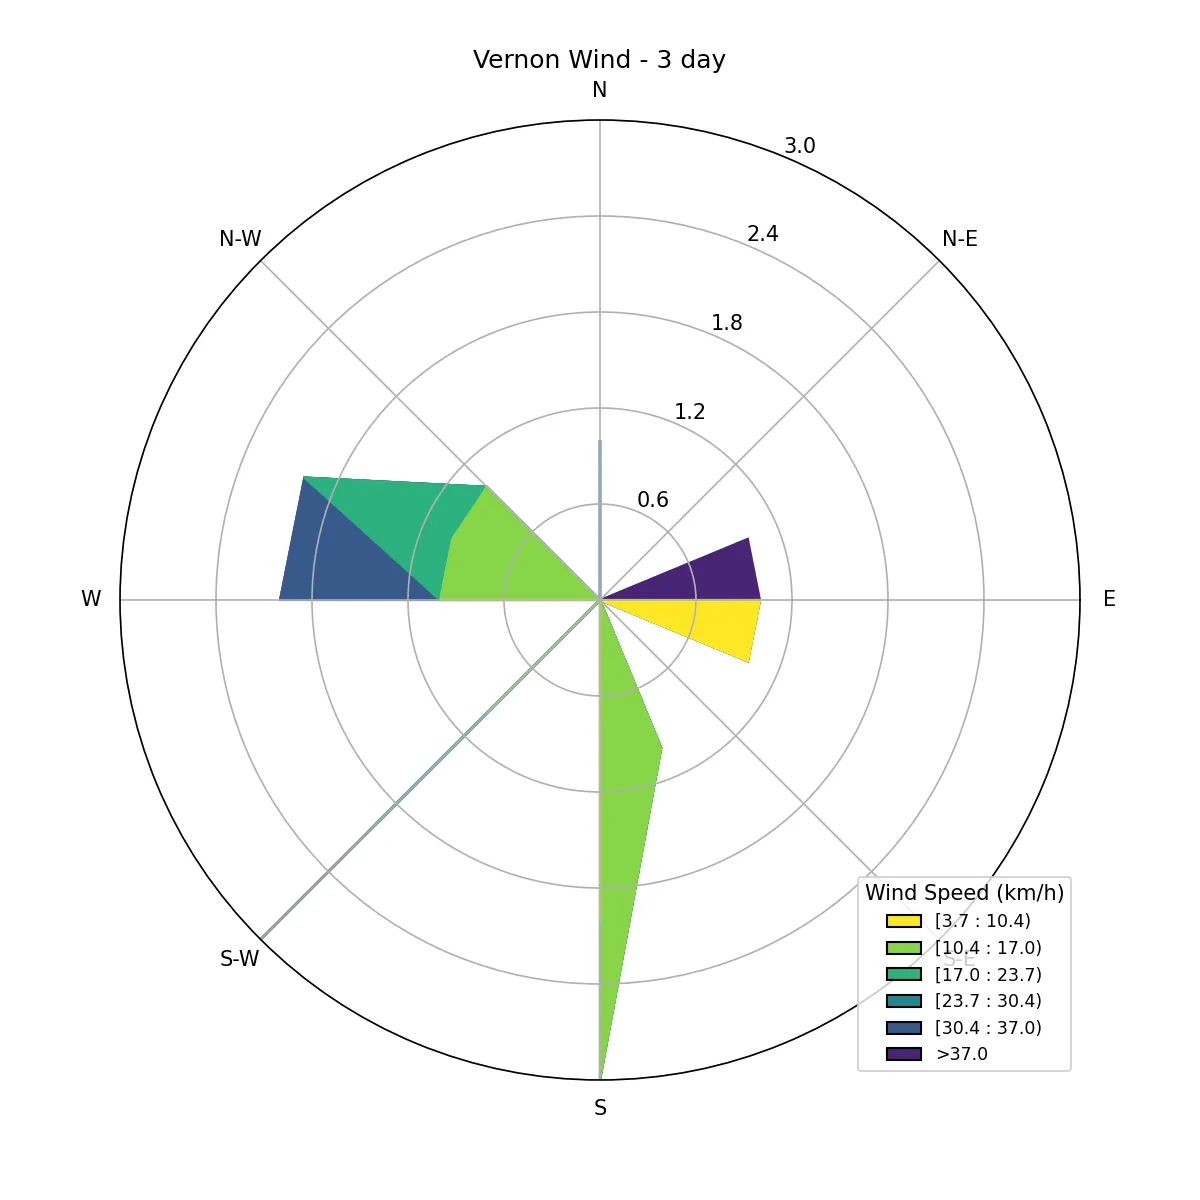 Vernon Wind - 3 day
N
3.0
N-W
2.4
N-E
1.8
1.2
0.6
W
E
Wind Speed (km/h)
[3.7 : 10.4)
[10.4 : 17.0)
S-W
S-E
[17.0 : 23.7)
[23.7 : 30.4)
[30.4 : 37.0)
>37.0
S